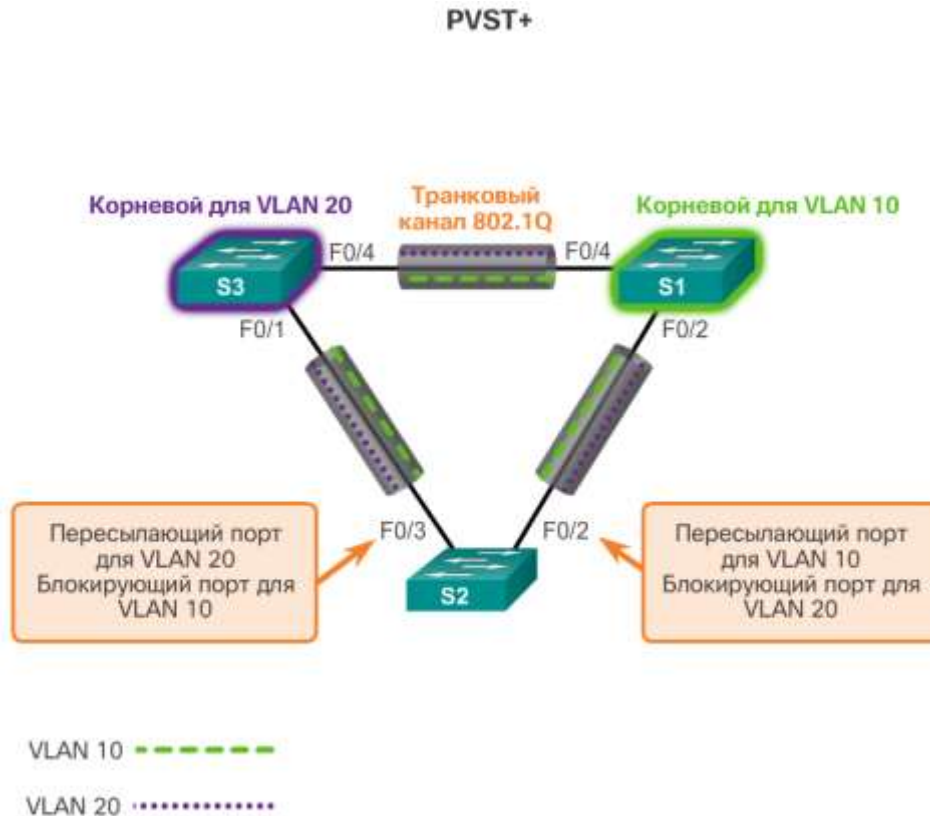 PVST+
Корневой для VLAN 20
Транковый
канал 802.1Q
Корневой для VLAN 10
F0/4
F0/4
S3
S1
F0/1
F0/2
Пересылающий порт
для VLAN 20
Блокирующий порт для
VLAN 10
F0/3
F0/2
Пересылающий порт
для VLAN 10
Блокирующий порт для
VLAN 20
S2
VLAN 10
VLAN 20